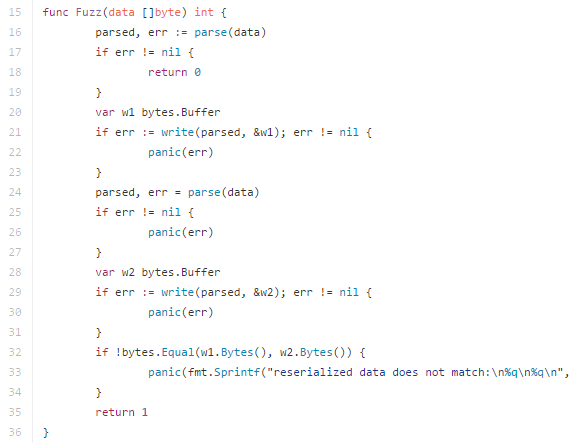 15 func Fuzz(data []byte) int {
16 parsed, err := parse(data)
17 if err != nil {
18 return 0
19 }
20 var w1 bytes.Buffer
21 if err := write(parsed, &w1); err != nil {
22 panic(err)
23 }
24 parsed, err = parse(data)
25 if err != nil {
26 panic(err)
27 }
28 var w2 bytes.Buffer
29 if err := write(parsed, &w2); err != nil {
30 panic(err)
31 }
32 if !bytes.Equal(w1.Bytes(), w2.Bytes()) {
33 panic(fmt.Sprintf("reserialized data does not match:\n%q\n%q\n",
34 }
35 return 1
36 }